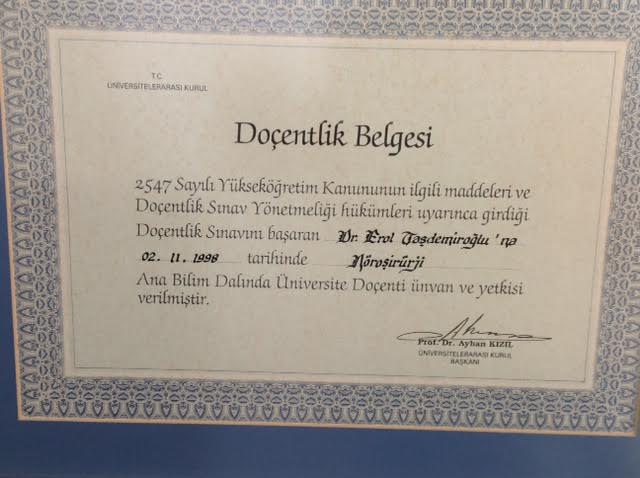 T.C.
ÜNİVERSİTELERARASI KURUL
Doçentlik Belgesi
2547 Sayılı Yükseköğretim Kanununun ilgili maddeleri ve
Doçentlik Sınav Yönetmeliği hükümleri uyarınca girdiği
Doçentlik Sınavını başaran Dr. Erol Taşdemiroğlu'na
02. 11. 1998 tarihinde Nöroşirürji
Ana Bilim Dalında Üniversite Doçenti ünvan ve yetkisi
verilmiştir.
Prof. Dr. Ayhan KIZIL
ÜNİVERSİTELERARASI KURUL
BAŞKANI